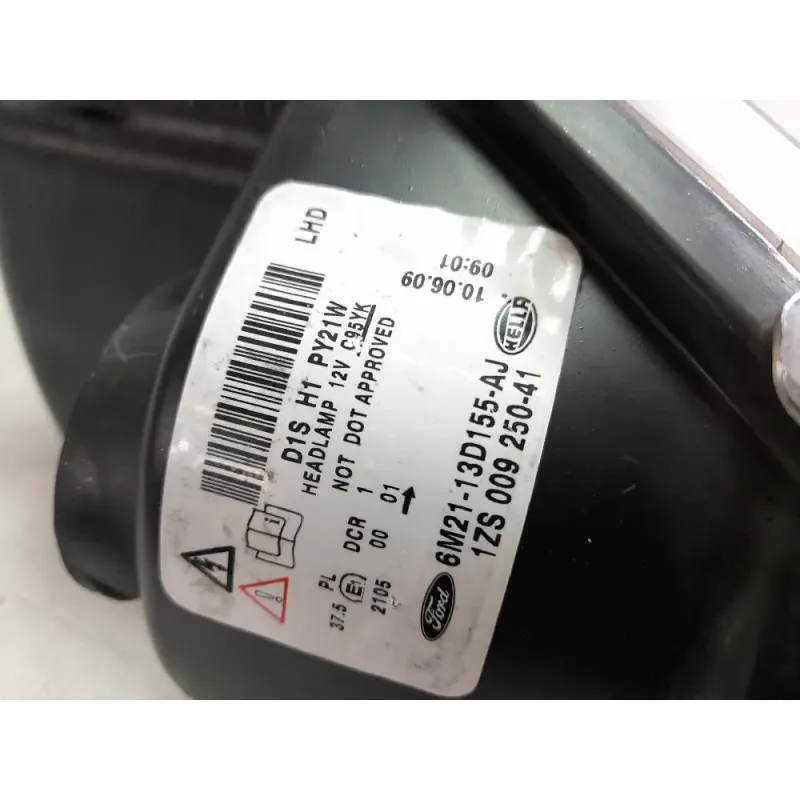 LHD
10.06.09
09:01
HELLA
D1S H1 PY21W
HEADLAMP 12V C95YK
NOT DOT APPROVED
6M21-13D155-AJ
1ZS 009 250-41
Ford
PL DCR 1
37.5 E1 00 01
2105